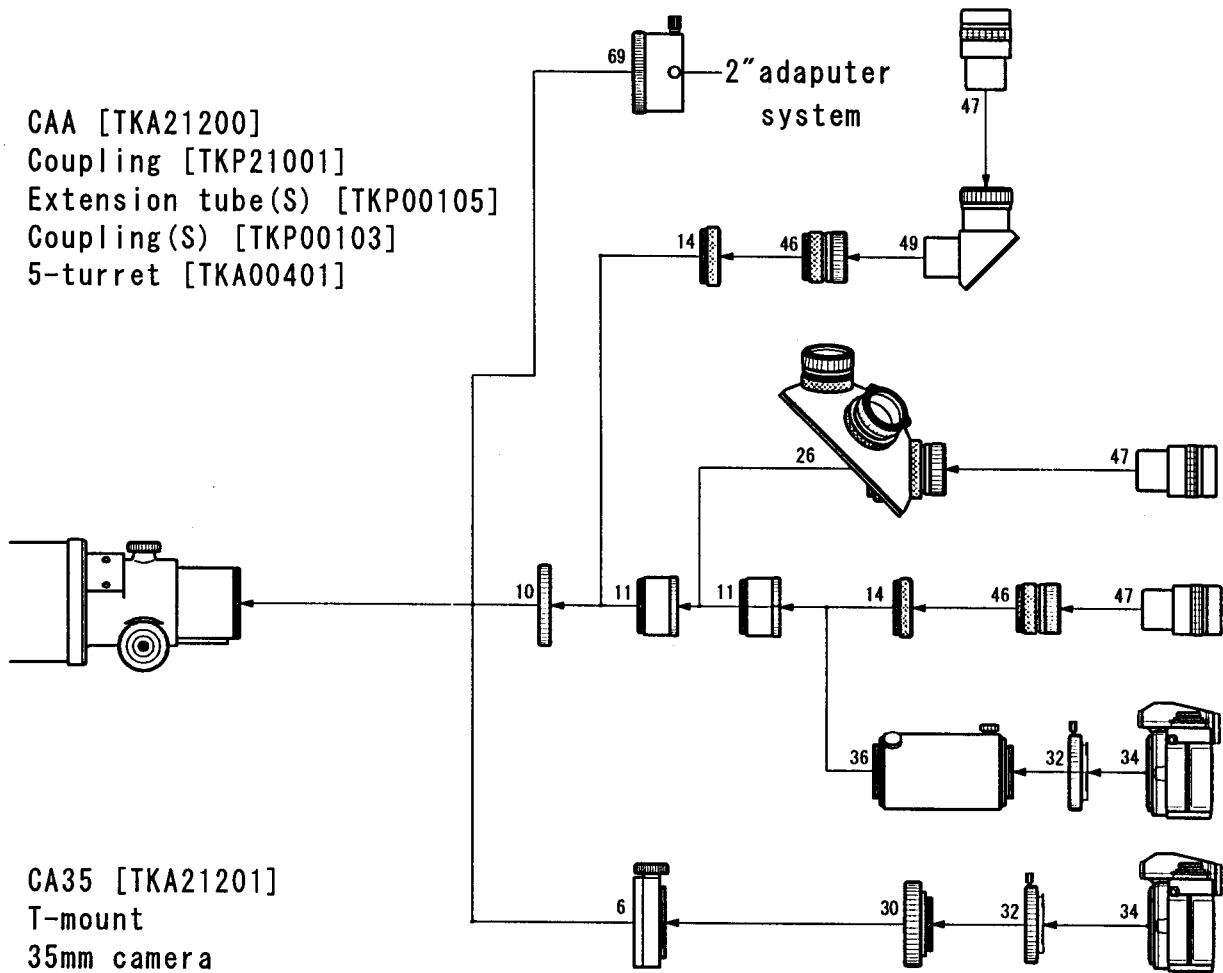 69
2″adaputer
system
47
CAA [TKA21200]
Coupling [TKP21001]
Extension tube(S) [TKP00105]
Coupling(S) [TKP00103]
5-turret [TKA00401]
14
46
49
26
47
10
11
11
14
46
47
36
32
34
CA35 [TKA21201]
T-mount
35mm camera
6
30
32
34